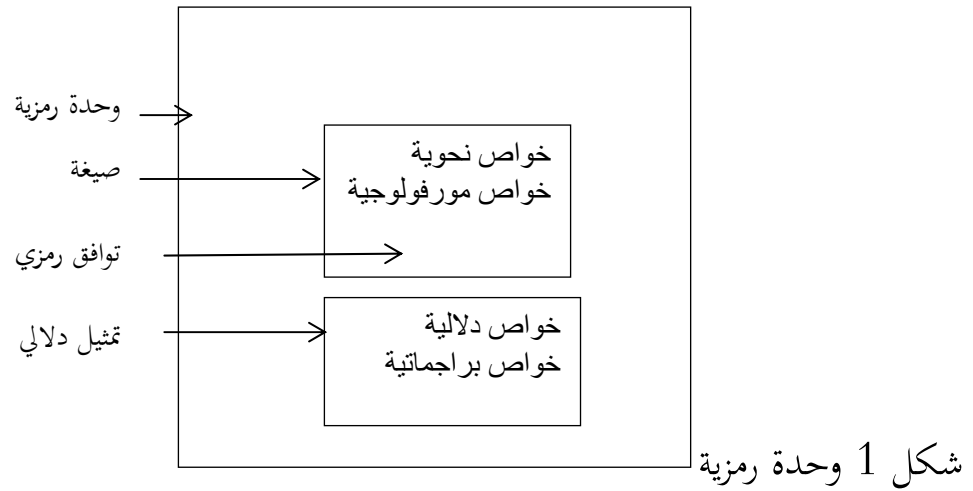 وحدة رمزية
صيغة
توافق رمزي
تمثيل دلالي
خواص نحوية
خواص مورفولوجية
خواص دلالية
خواص براجماتية
شكل 1 وحدة رمزية